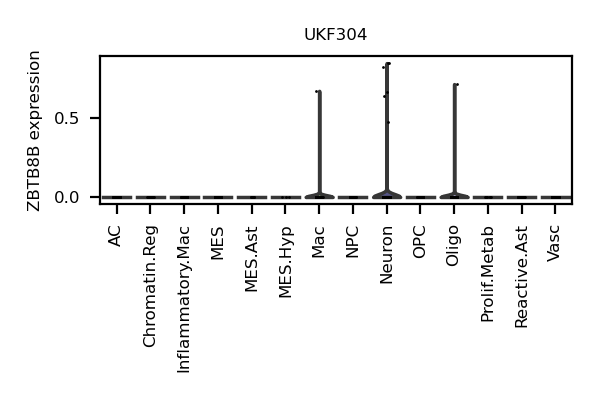 UKF304
ZBTB8B expression
0.5
0.0
AC
Chromatin.Reg
Inflammatory.Mac
MES
MES.Ast
MES.Hyp
Mac
NPC
Neuron
OPC
Oligo
Prolif.Metab
Reactive.Ast
Vasc